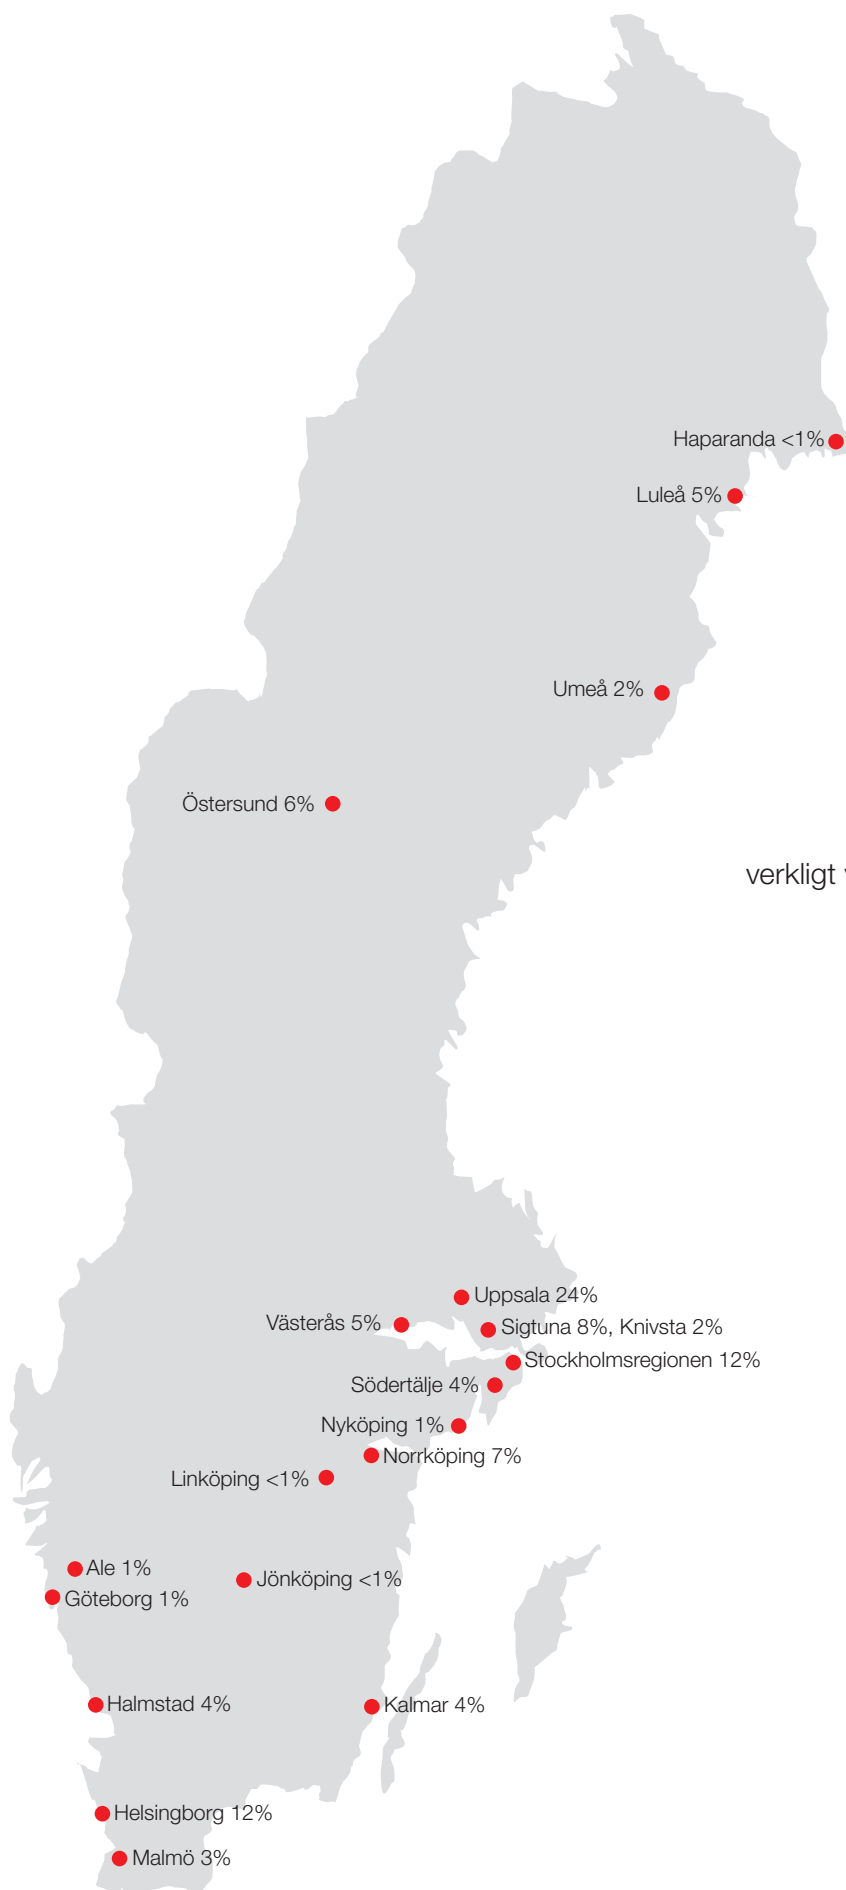 Haparanda <1%
Luleå 5%
Umeå 2%
Östersund 6%
verkligt
Uppsala 24%
Västerås 5%
Sigtuna 8%, Knivsta 2%
Stockholmsregionen 12%
Södertälje 4%
Nyköping 1%
Norrköping 7%
Linköping <1%
Ale 1%
Jönköping <1%
Göteborg 1%
Halmstad 4%
Kalmar 4%
Helsingborg 12%
Malmö 3%